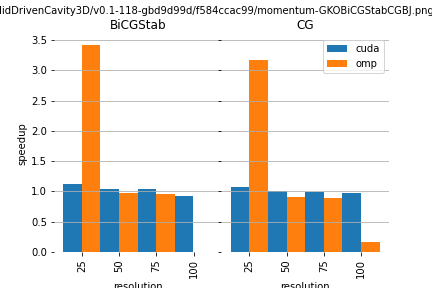 lidDrivenCavity3D/v0.1-118-gbd9d99d/f584ccac99/momentum-GKOBiCGStabCGBJ.png
BiCGStab
CG
3.5
3.0
2.5
2.0
1.5
1.0
0.5
0.0
speedup
cuda
omp
25
50
75
100
25
50
75
100
resolution
resolution